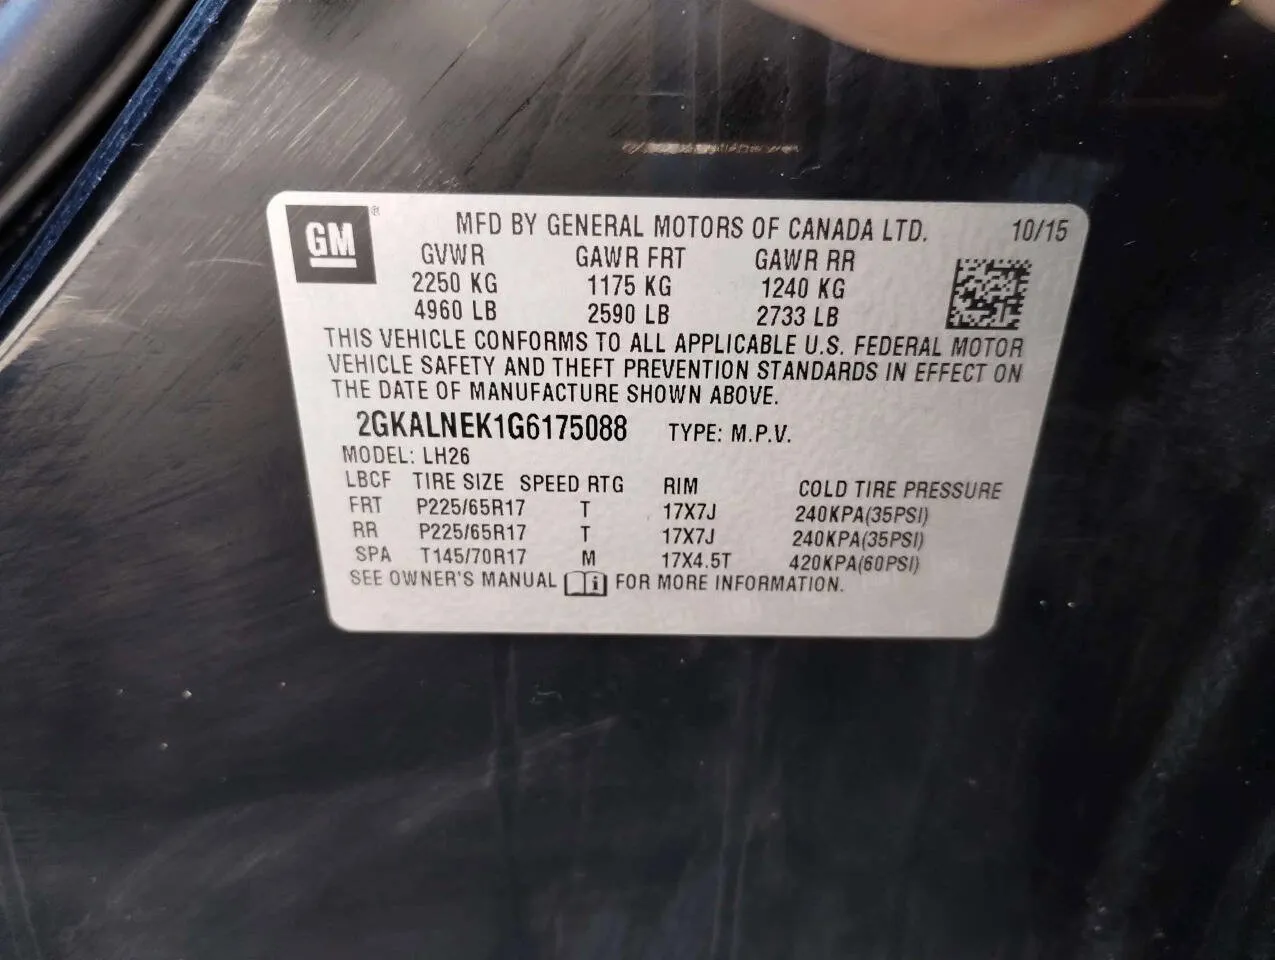 GM ® MFD BY GENERAL MOTORS OF CANADA LTD. 10/15
GVWR GAWR FRT GAWR RR
2250 KG 1175 KG 1240 KG
4960 LB 2590 LB 2733 LB
THIS VEHICLE CONFORMS TO ALL APPLICABLE U.S. FEDERAL MOTOR
VEHICLE SAFETY AND THEFT PREVENTION STANDARDS IN EFFECT ON
THE DATE OF MANUFACTURE SHOWN ABOVE.
2GKALNEK1G6175088 TYPE: M.P.V.
MODEL: LH26
LBCF TIRE SIZE SPEED RTG RIM COLD TIRE PRESSURE
FRT P225/65R17 T 17X7J 240KPA(35PSI)
RR P225/65R17 T 17X7J 240KPA(35PSI)
SPA T145/70R17 M 17X4.5T 420KPA(60PSI)
SEE OWNER'S MANUAL i FOR MORE INFORMATION.